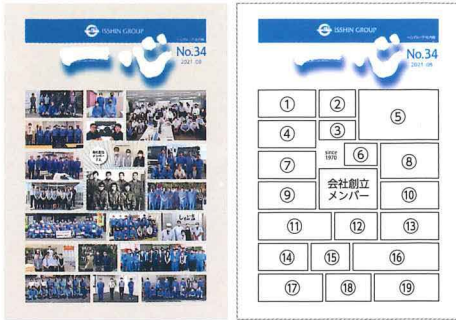 ISSHIN GROUP
一心
No.34
2021 08
ISSHIN GROUP
一心
No.34
2021 08
①
②
③
④
⑤
since
1970
⑥
⑦
⑧
会社創立
メンバー
⑨
⑩
⑪
⑫
⑬
⑭
⑮
⑯
⑰
⑱
⑲